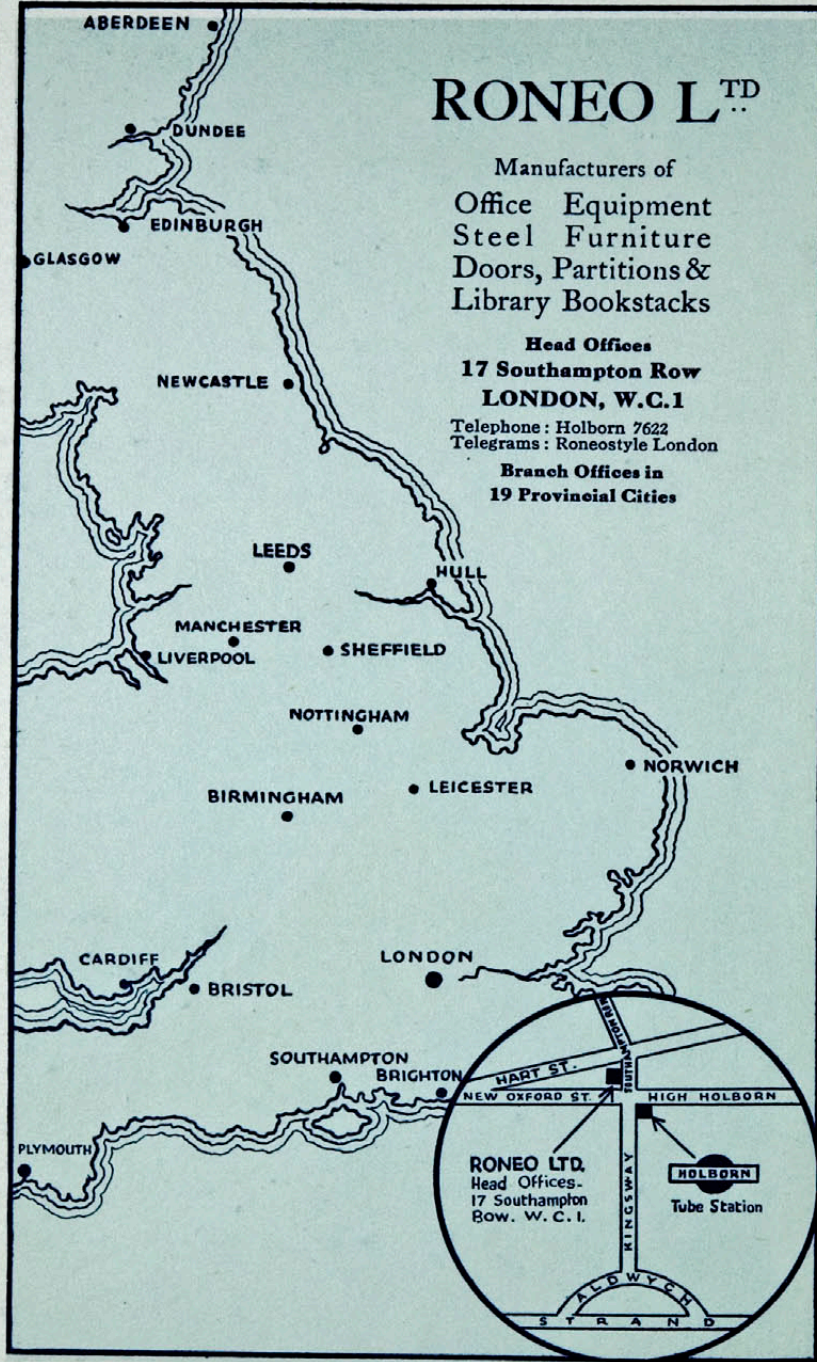 ABERDEEN
RONEO LTD
Manufacturers of
Office Equipment
Steel Furniture
Doors, Partitions &
Library Bookstacks
Head Offices
17 Southampton Row
LONDON, W.C.1
Telephone : Holborn 7622
Telegrams : Roneostyle London
Branch Offices in
19 Provincial Cities
DUNDEE
EDINBURGH
GLASGOW
NEWCASTLE
LEEDS
HULL
MANCHESTER
LIVERPOOL
SHEFFIELD
NOTTINGHAM
NORWICH
LEICESTER
BIRMINGHAM
CARDIFF
BRISTOL
LONDON
SOUTHAMPTON
BRIGHTON
PLYMOUTH
SOUTHAMPTON ROW
HART ST.
NEW OXFORD ST.
HIGH HOLBORN
RONEO LTD.
Head Offices-
17 Southampton
Row. W. C. 1.
HOLBORN
Tube Station
KINGSWAY
ALDWYCH
STRAND